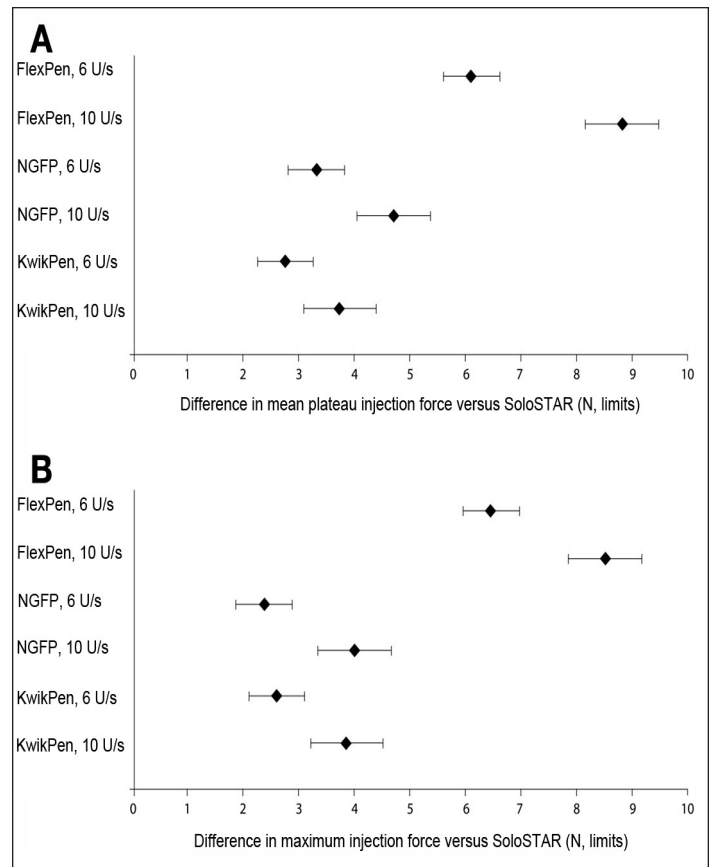 A
FlexPen, 6 U/s
FlexPen, 10 U/s
NGFP, 6 U/s
NGFP, 10 U/s
KwikPen, 6 U/s
KwikPen, 10 U/s
0 1 2 3 4 5 6 7 8 9 10
Difference in mean plateau injection force versus SoloSTAR (N, limits)
B
FlexPen, 6 U/s
FlexPen, 10 U/s
NGFP, 6 U/s
NGFP, 10 U/s
KwikPen, 6 U/s
KwikPen, 10 U/s
0 1 2 3 4 5 6 7 8 9 10
Difference in maximum injection force versus SoloSTAR (N, limits)